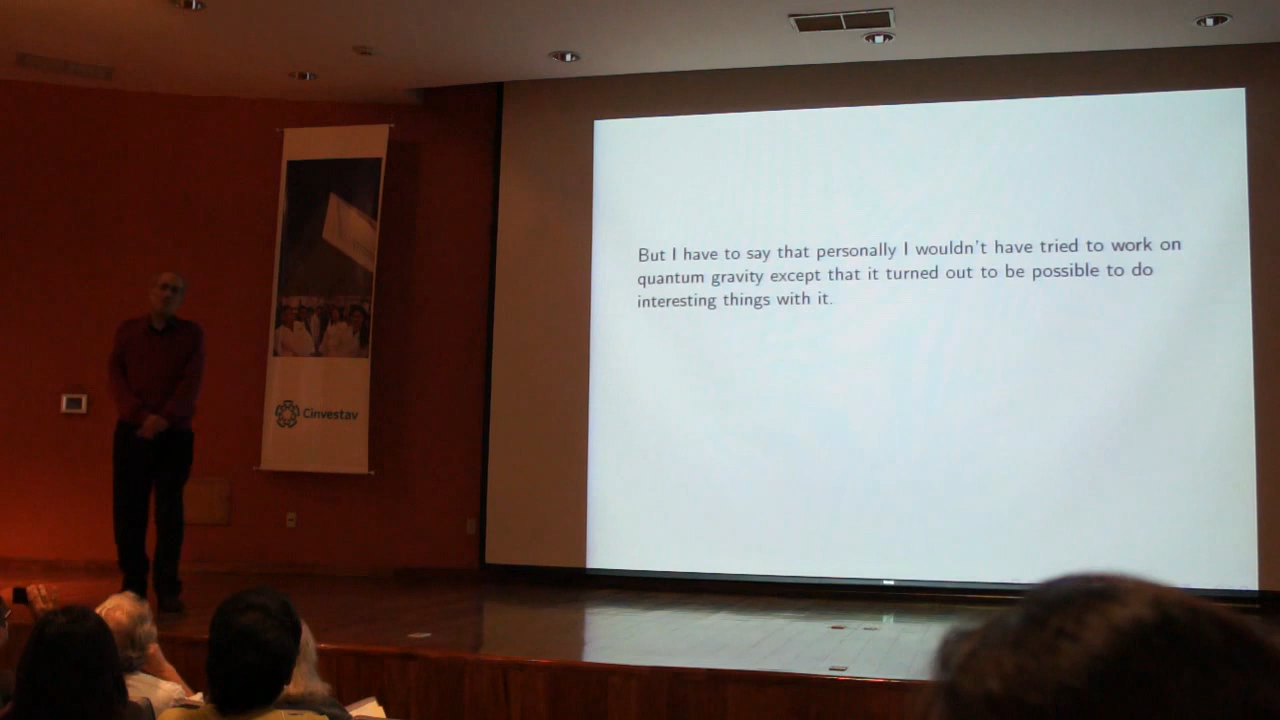 But I have to say that personally I wouldn't have tried to work on
quantum gravity except that it turned out to be possible to do
interesting things with it.
Cinvestav